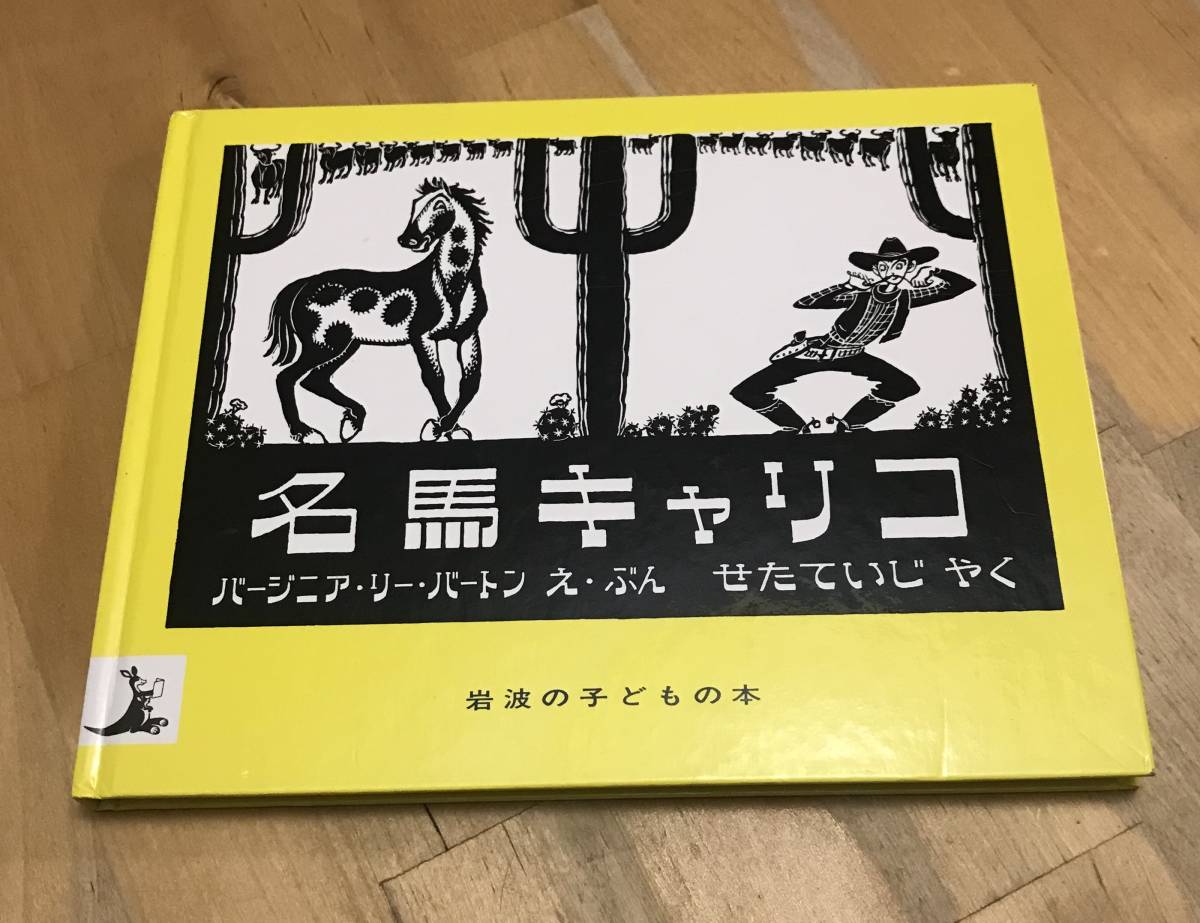 名馬キャリコ
バージニア・リー・バートン え・ぶん せたていじ やく
岩波の子どもの本